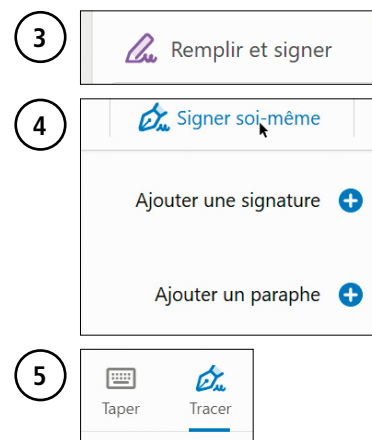 3
Remplir et signer
4
Signer soi-même
Ajouter une signature
Ajouter un paraphe
5
Taper Tracer